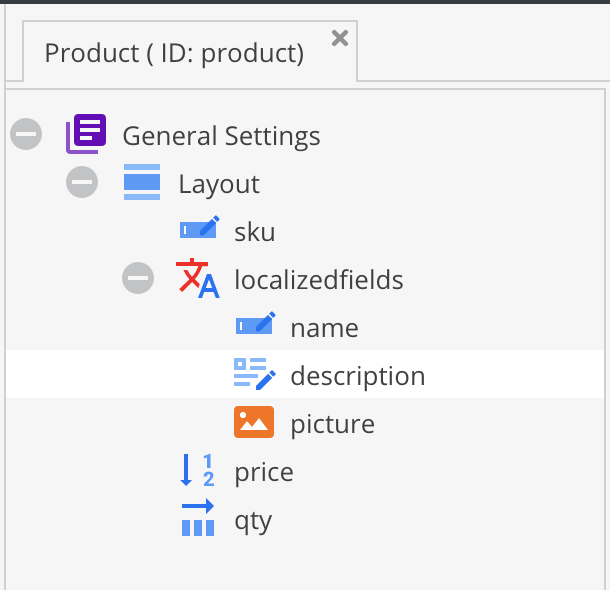 Product ( ID: product)
General Settings
Layout
sku
localizedfields
name
description
picture
price
qty